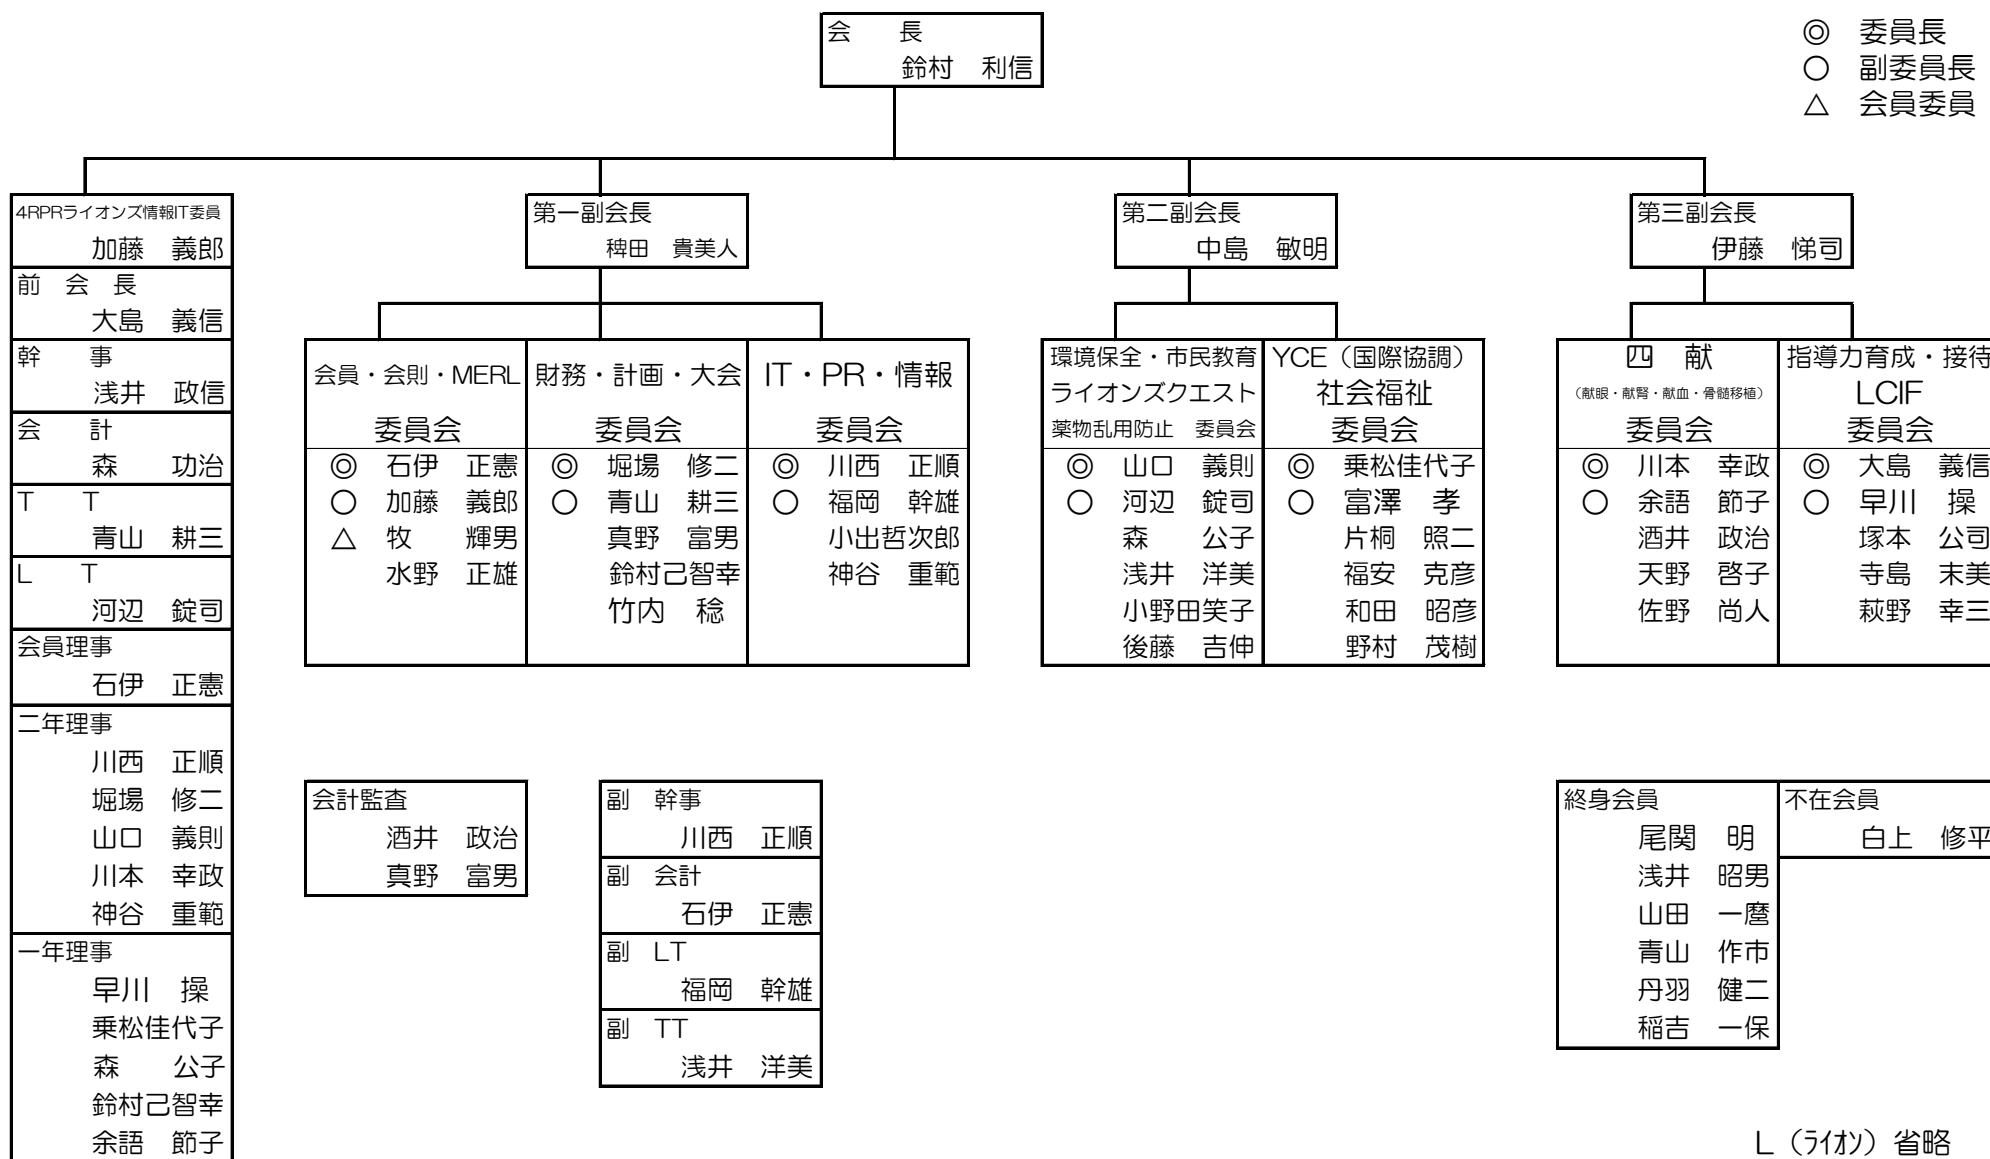 会　長
鈴村　利信
◎　委員長
○　副委員長
△　会員委員
4RPRライオンズ情報IT委員
加藤　義郎
前　会　長
大島　義信
幹　事
浅井　政信
会　計
森　功治
T　T
青山　耕三
L　T
河辺　錠司
会員理事
石伊　正憲
二年理事
川西　正順
堀場　修二
山口　義則
川本　幸政
神谷　重範
一年理事
早川　操
乗松佳代子
森　公子
鈴村己智幸
余語　節子
第一副会長
稗田　貴美人
会員・会則・MERL
委員会
◎　石伊　正憲
○　加藤　義郎
△　牧　輝男
水野　正雄
財務・計画・大会
委員会
◎　堀場　修二
○　青山　耕三
真野　富男
鈴村己智幸
竹内　稔
IT・PR・情報
委員会
◎　川西　正順
○　福岡　幹雄
小出哲次郎
神谷　重範
第二副会長
中島　敏明
環境保全・市民教育
ライオンズクエスト
薬物乱用防止　委員会
◎　山口　義則
○　河辺　錠司
森　公子
浅井　洋美
小野田笑子
後藤　吉伸
YCE（国際協調）
社会福祉
委員会
◎　乗松佳代子
○　富澤　孝
片桐　照二
福安　克彦
和田　昭彦
野村　茂樹
第三副会長
伊藤　悌司
四　献
（献眼・献腎・献血・骨髄移植）
委員会
◎　川本　幸政
○　余語　節子
酒井　政治
天野　啓子
佐野　尚人
指導力育成・接待
LCIF
委員会
◎　大島　義信
○　早川　操
塚本　公司
寺島　末美
萩野　幸三
会計監査
酒井　政治
真野　富男
副　幹事
川西　正順
副　会計
石伊　正憲
副　LT
福岡　幹雄
副　TT
浅井　洋美
終身会員
尾関　明
浅井　昭男
山田　一麿
青山　作市
丹羽　健二
稲吉　一保
不在会員
白上　修平
L（ﾗｲｵﾝ）省略